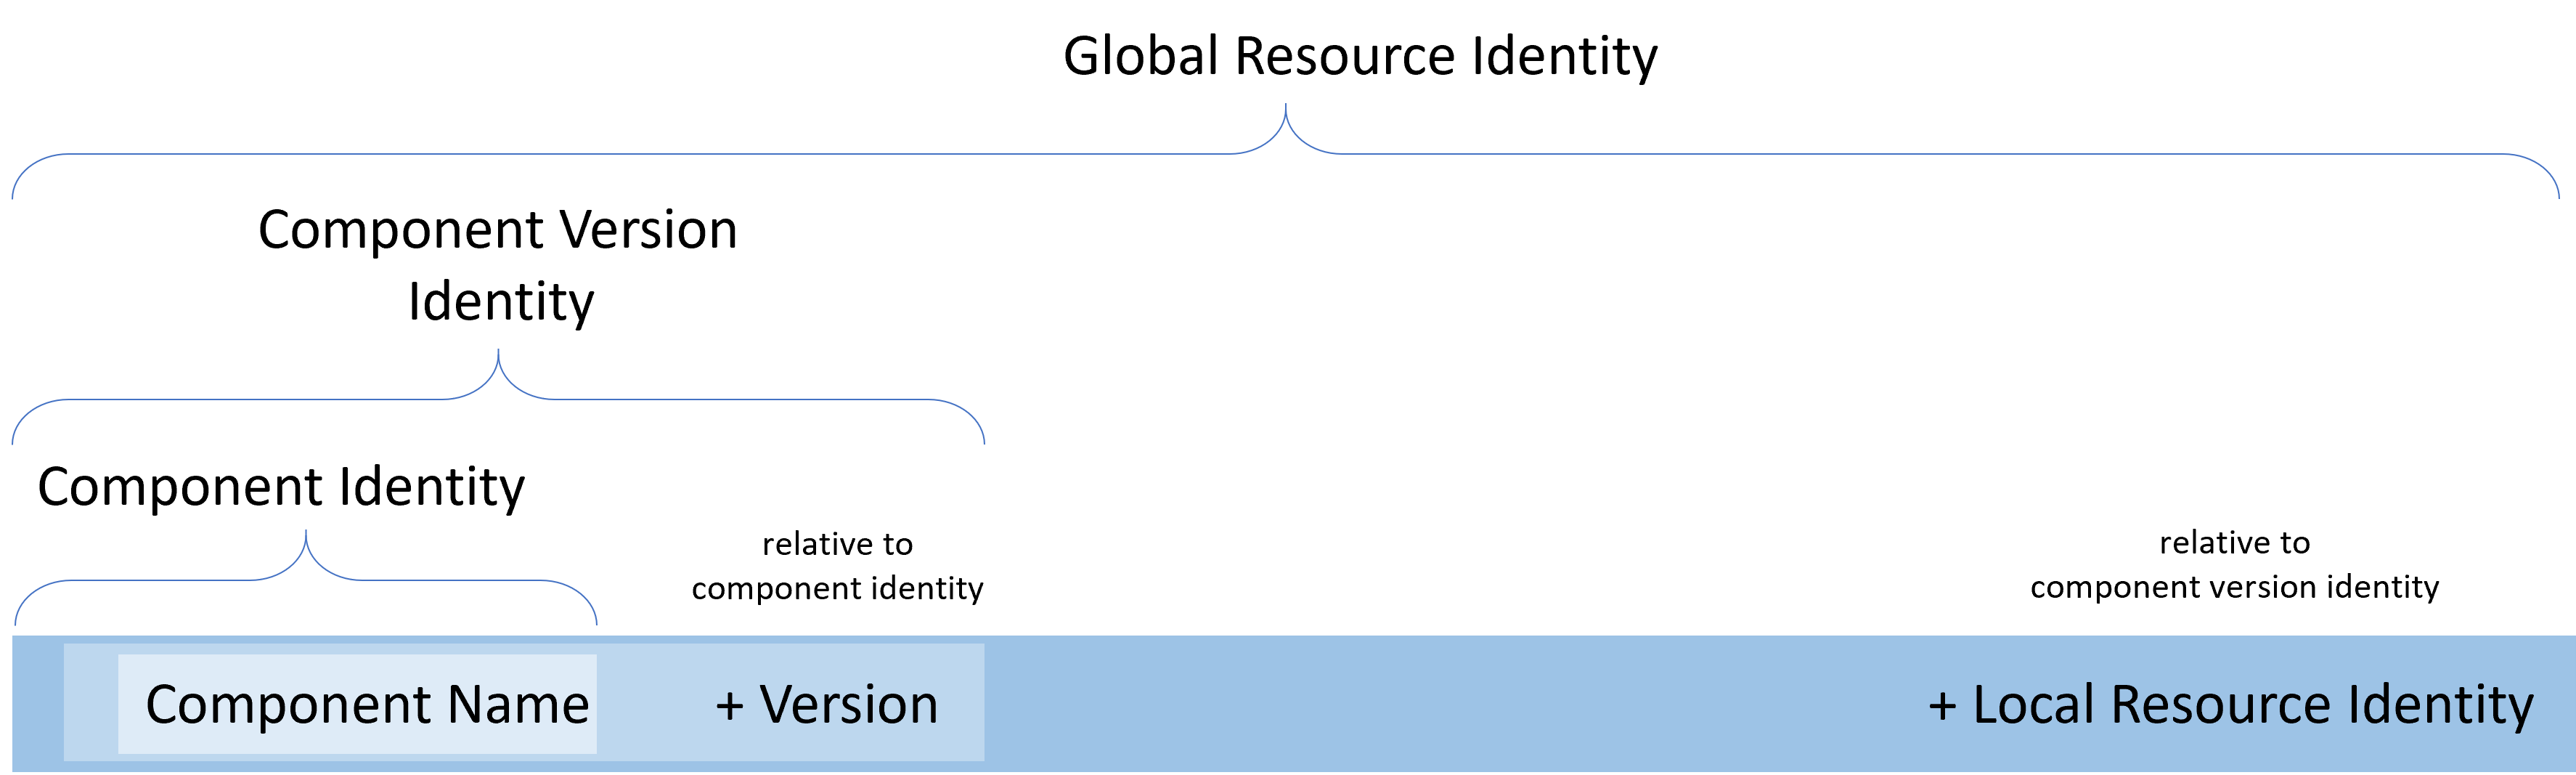 Global Resource Identity
Component Version
Identity
Component Identity
relative to
component identity
relative to
component version identity
Component Name
+ Version
+ Local Resource Identity